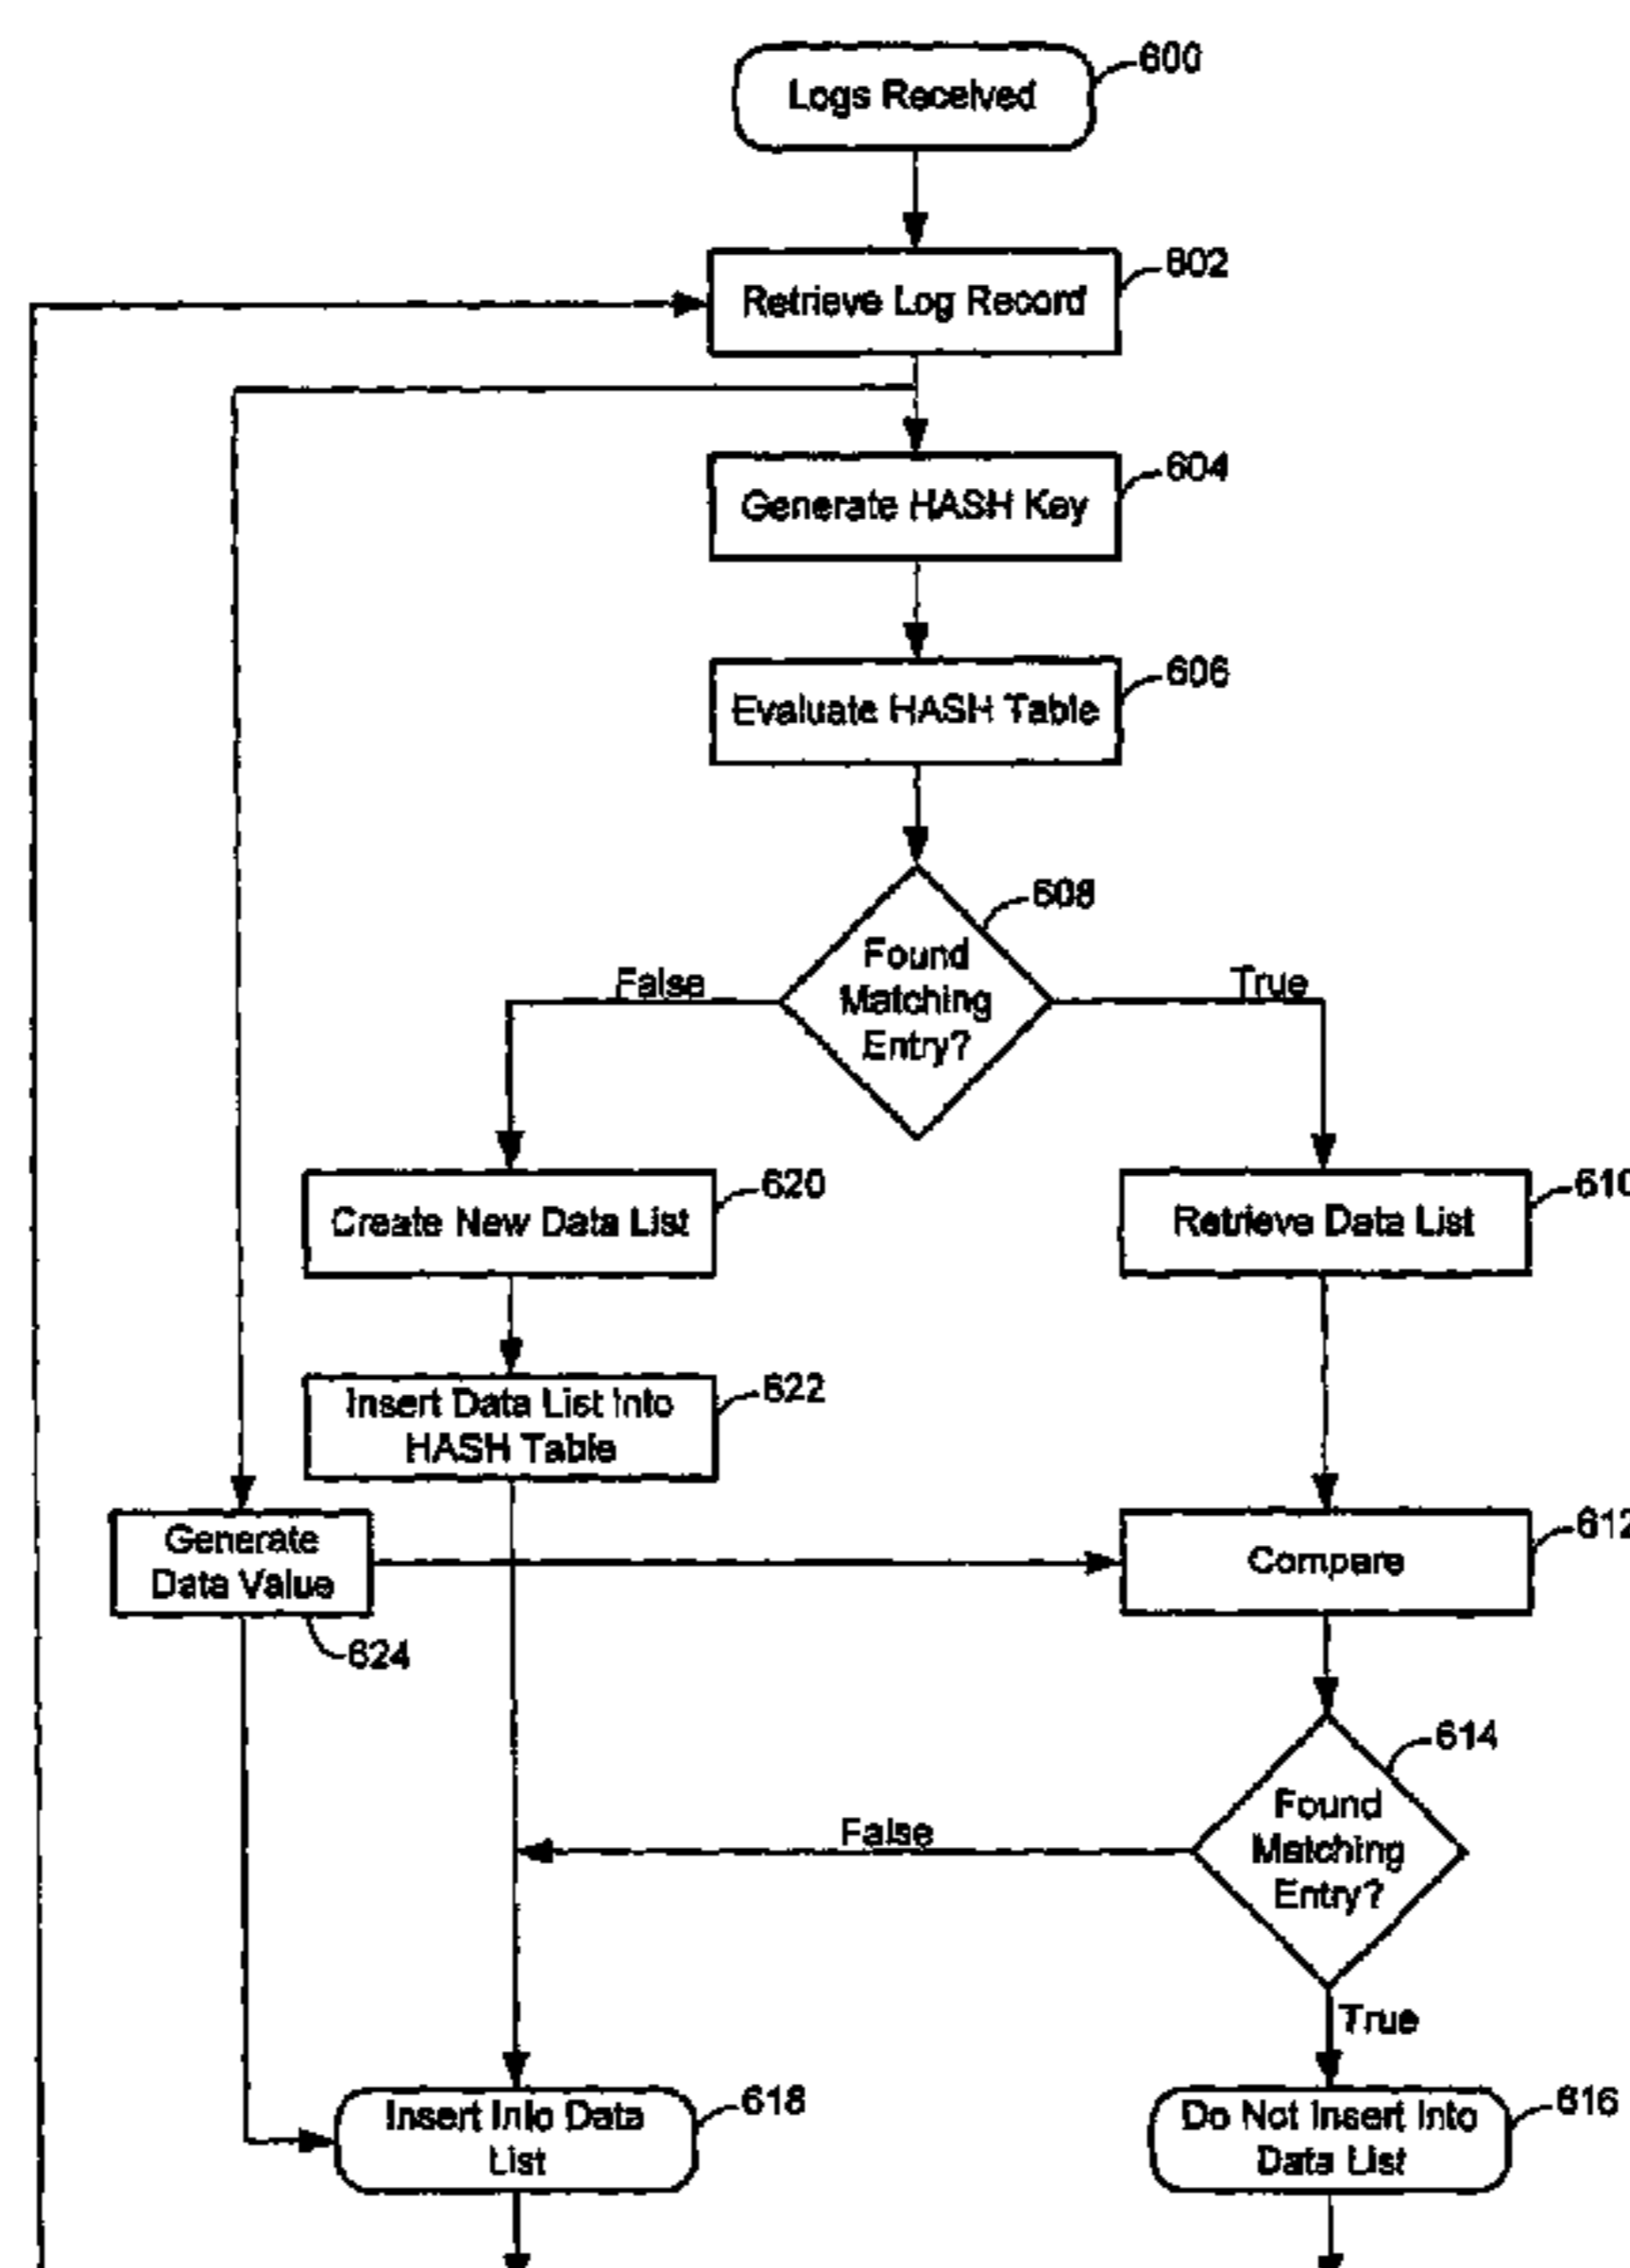 Logs Received
600
Retrieve Log Record
602
Generate HASH Key
604
Evaluate HASH Table
606
608
Found
Matching
Entry?
False
True
Create New Data List
620
Retrieve Data List
610
Insert Data List Into
HASH Table
622
Generate
Data Value
624
Compare
612
614
Found
Matching
Entry?
False
True
Insert Into Data
List
618
Do Not Insert Into
Data List
616